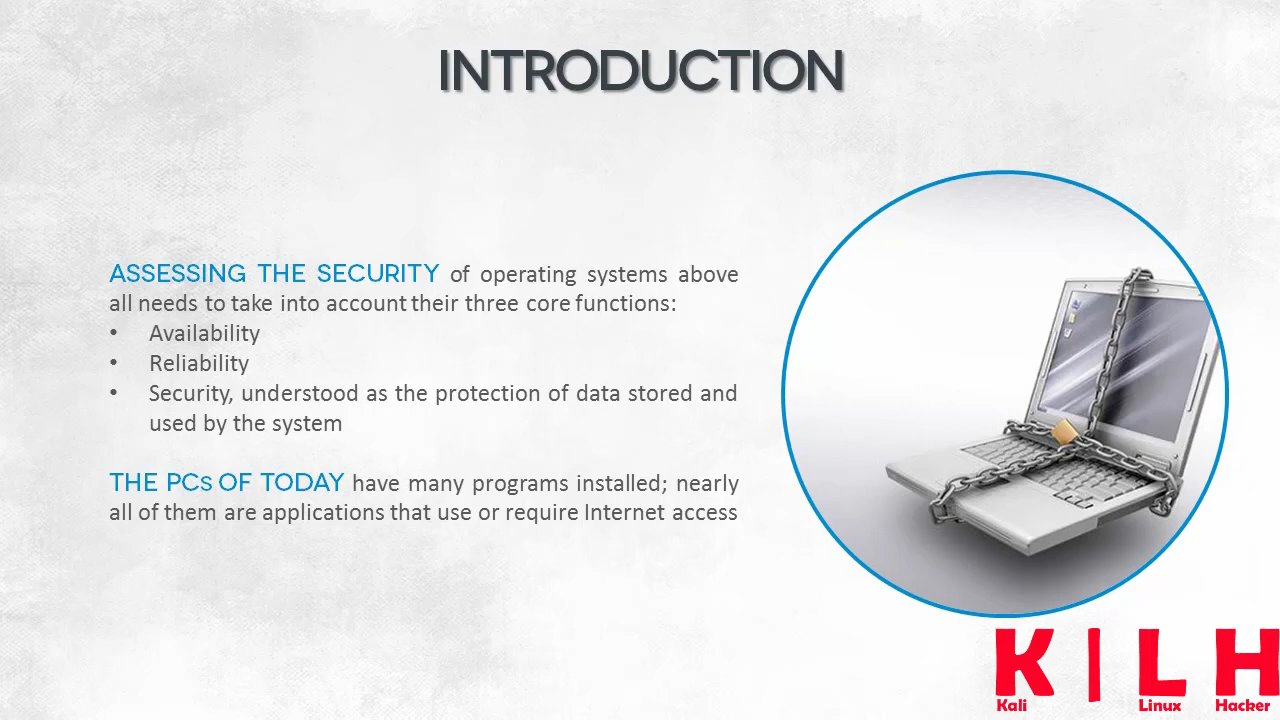 INTRODUCTION
ASSESSING THE SECURITY of operating systems above
all needs to take into account their three core functions:
• Availability
• Reliability
• Security, understood as the protection of data stored and
used by the system
THE PCs OF TODAY have many programs installed; nearly
all of them are applications that use or require Internet access
K | L H
Kali Linux Hacker